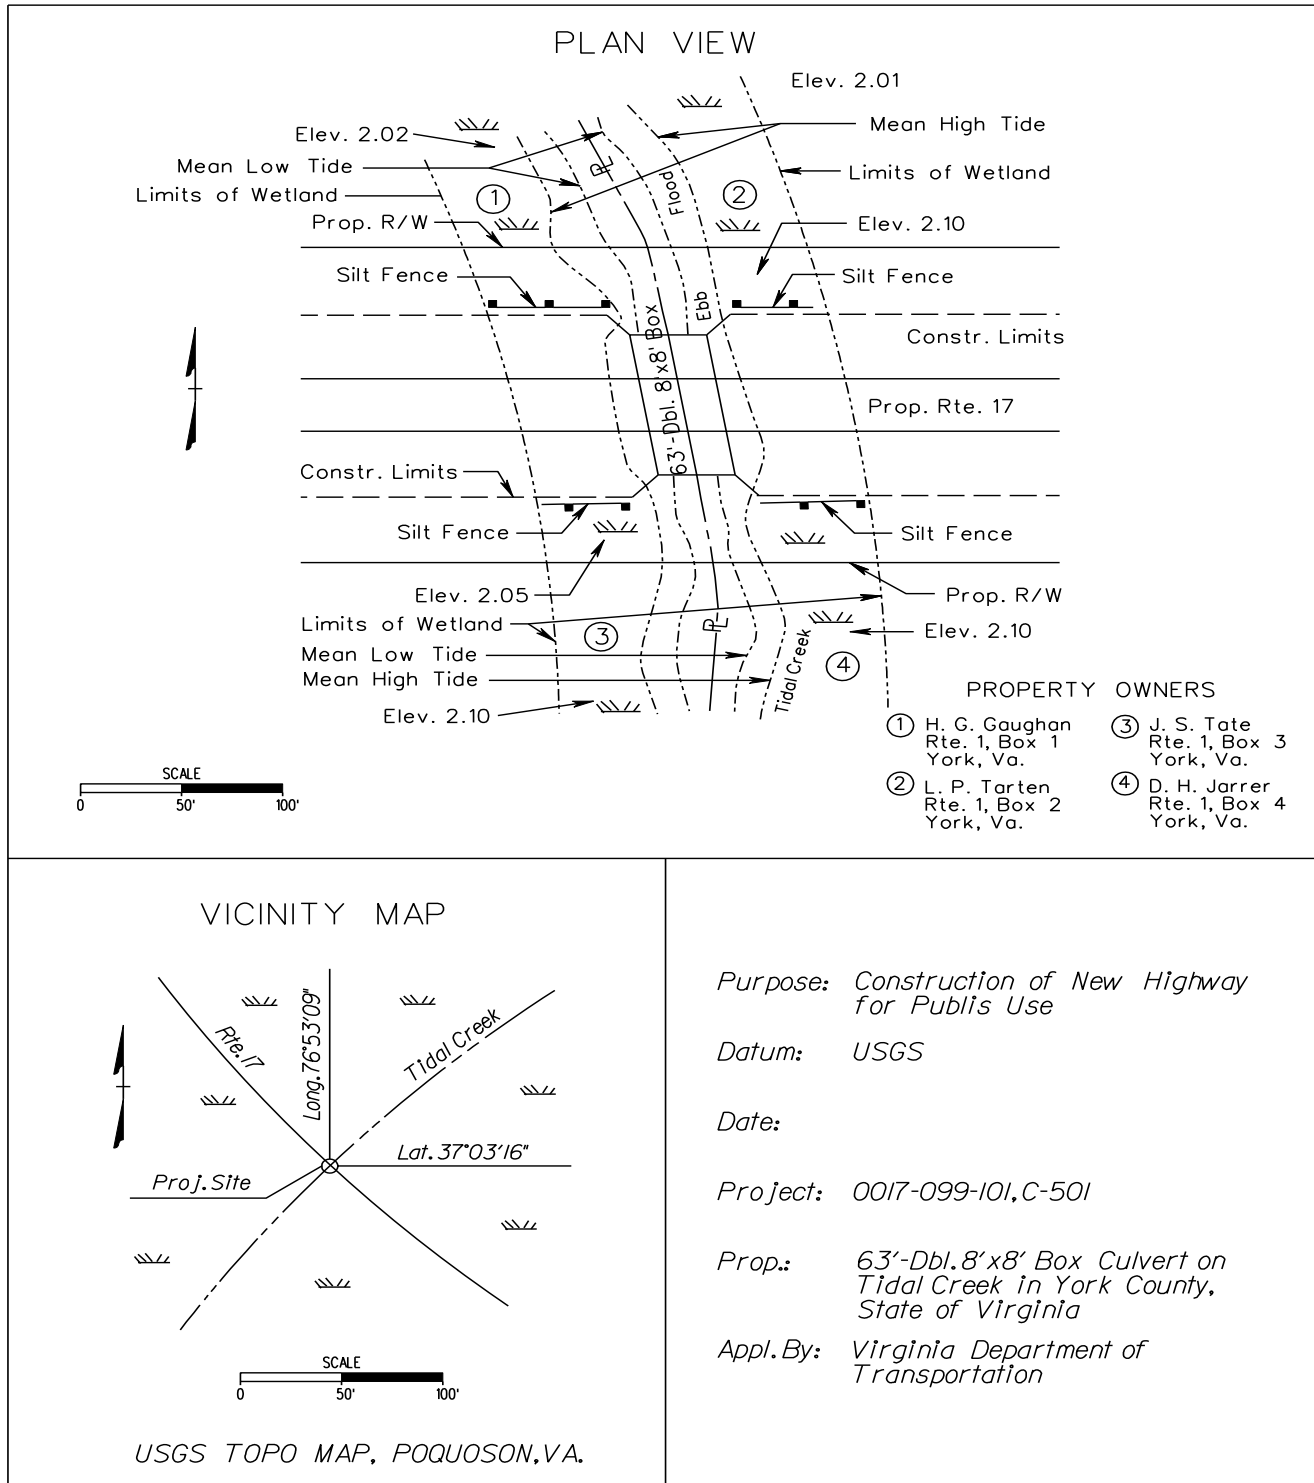 PLAN VIEW
Elev. 2.01
Elev. 2.02
Mean High Tide
Mean Low Tide
Limits of Wetland
Limits of Wetland
1
2
Flood
PL
Prop. R/W
Elev. 2.10
Silt Fence
Silt Fence
Ebb
Constr. Limits
63'-Dbl. 8'x8' Box
Prop. Rte. 17
Constr. Limits
Silt Fence
Silt Fence
Elev. 2.05
Prop. R/W
Limits of Wetland
3
PL
Elev. 2.10
Mean Low Tide
Tidal Creek
4
Mean High Tide
Elev. 2.10
PROPERTY OWNERS
1 H. G. Gaughan
Rte. 1, Box 1
York, Va.
2 L. P. Tarten
Rte. 1, Box 2
York, Va.
3 J. S. Tate
Rte. 1, Box 3
York, Va.
4 D. H. Jarrer
Rte. 1, Box 4
York, Va.
SCALE
0 50' 100'
VICINITY MAP
Rte. 17
Long. 76°53'09"
Tidal Creek
Lat. 37°03'16"
Proj. Site
SCALE
0 50' 100'
USGS TOPO MAP, POQUOSON, VA.
Purpose: Construction of New Highway
for Publis Use
Datum: USGS
Date:
Project: 0017-099-101, C-501
Prop.: 63'-Dbl. 8'x8' Box Culvert on
Tidal Creek in York County,
State of Virginia
Appl. By: Virginia Department of
Transportation